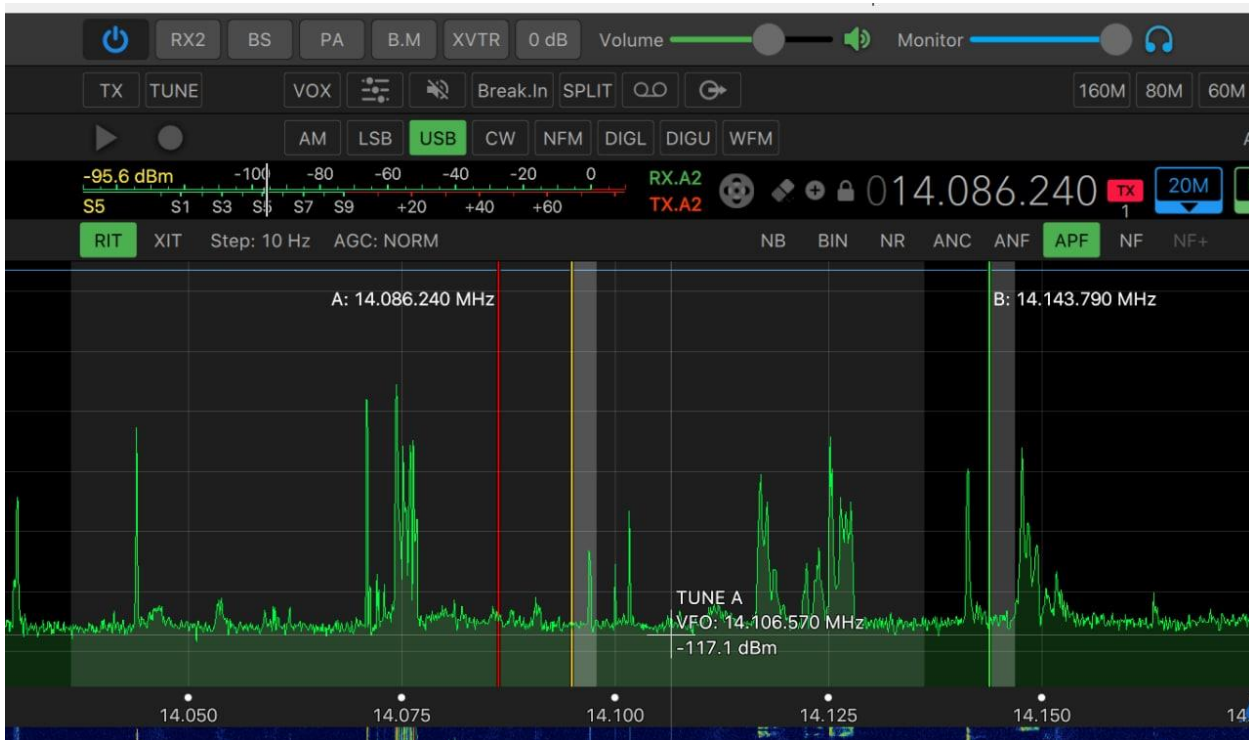 RX2 BS PA B.M XVTR 0 dB Volume Monitor
TX TUNE VOX Break.In SPLIT 160M 80M 60M
AM LSB USB CW NFM DIGL DIGU WFM
-95.6 dBm -100 -80 -60 -40 -20 0 RX.A2
S5 S1 S3 S5 S7 S9 +20 +40 +60 TX.A2
014.086.240 TX 1 20M
RIT XIT Step: 10 Hz AGC: NORM NB BIN NR ANC ANF APF NF NF+
A: 14.086.240 MHz B: 14.143.790 MHz
TUNE A
VFO: 14.106.570 MHz
-117.1 dBm
14.050 14.075 14.100 14.125 14.150